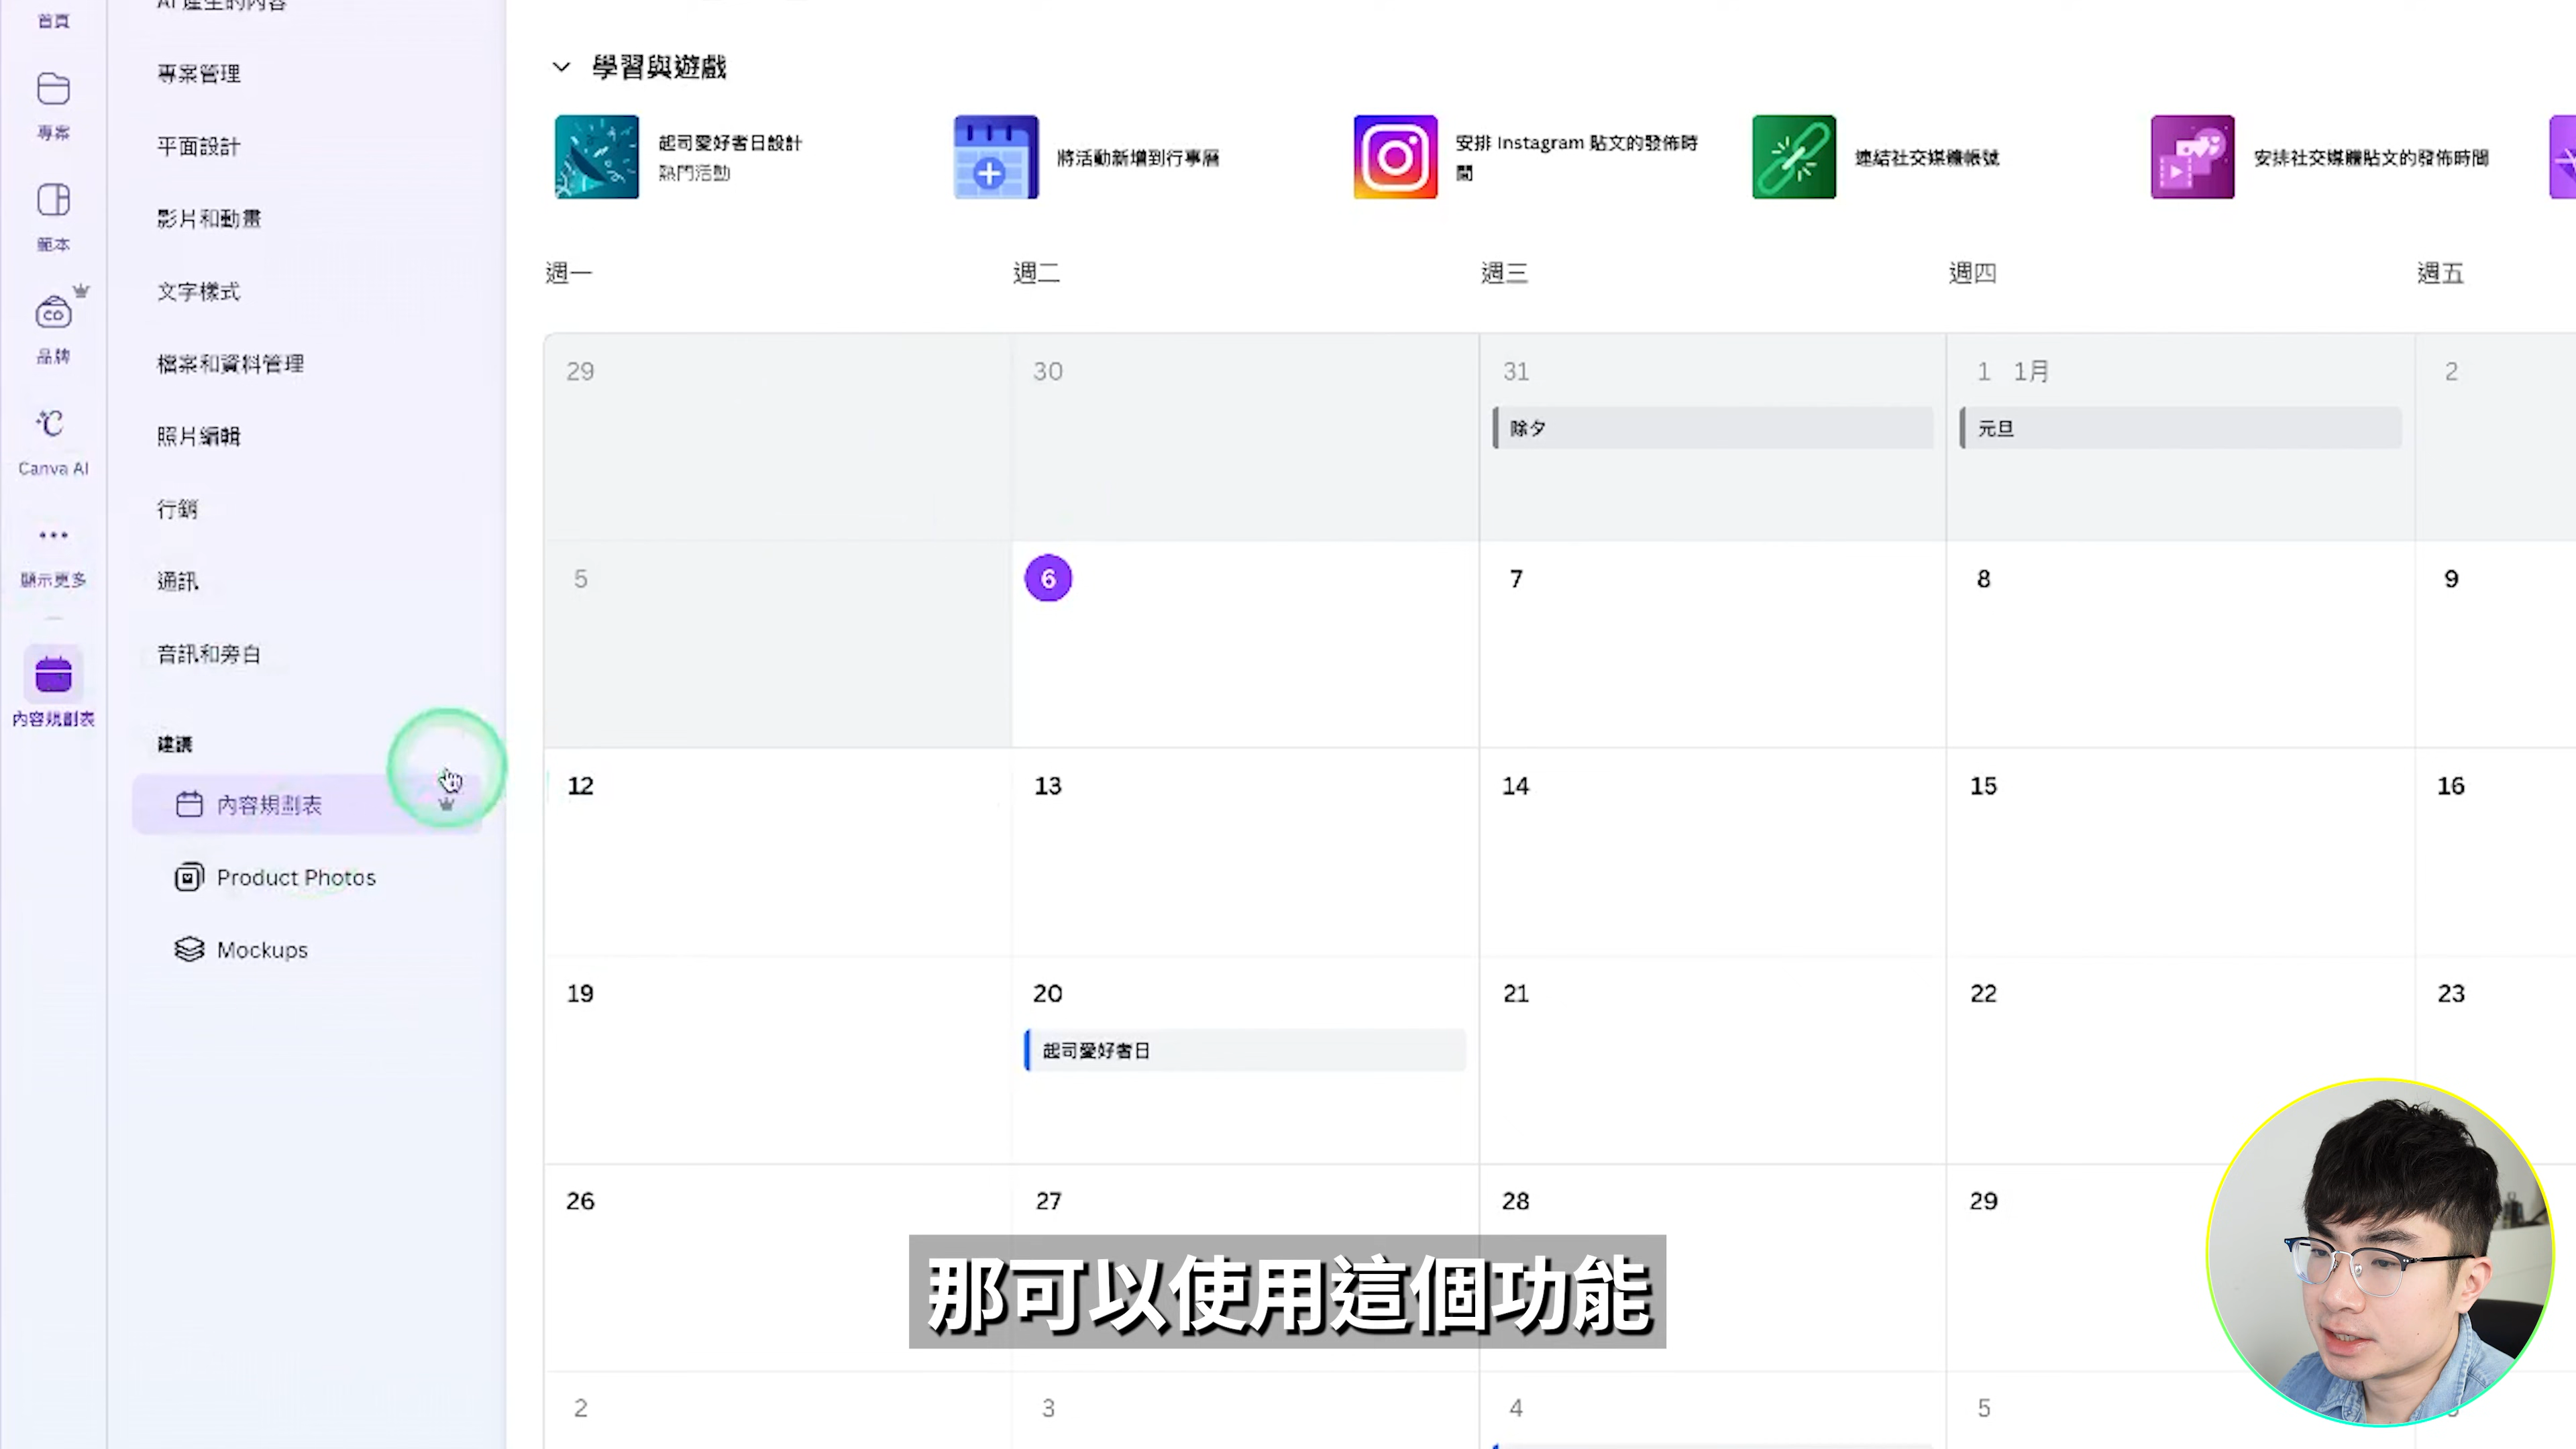 首頁
專案
範本
品牌
Canva AI
顯示更多
內容規劃表
AI 產生的內容
專案管理
平面設計
影片和動畫
文字樣式
檔案和資料管理
照片編輯
行銷
通訊
音訊和旁白
建議
內容規劃表
Product Photos
Mockups
學習與遊戲
起司愛好者日設計
熱門活動
將活動新增到行事曆
安排 Instagram 貼文的發佈時
間
連結社交媒體帳號
安排社交媒體貼文的發佈時間
週一 週二 週三 週四 週五
29 30 31 1 1月 2
除夕 元旦
5 6 7 8 9
12 13 14 15 16
19 20 21 22 23
起司愛好者日
26 27 28 29
那可以使用這個功能
2 3 4 5